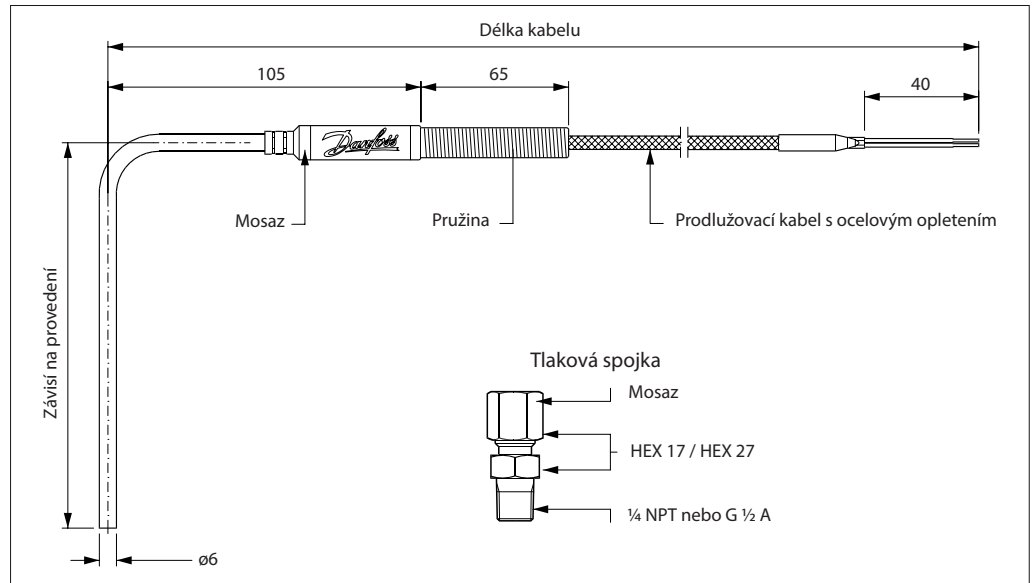 Délka kabelu
105
65
40
Danfoss
Mosaz
Pružina
Prodlužovací kabel s ocelovým opletením
Závisí na provedení
Tlaková spojka
Mosaz
HEX 17 / HEX 27
¼ NPT nebo G ½ A
ø6